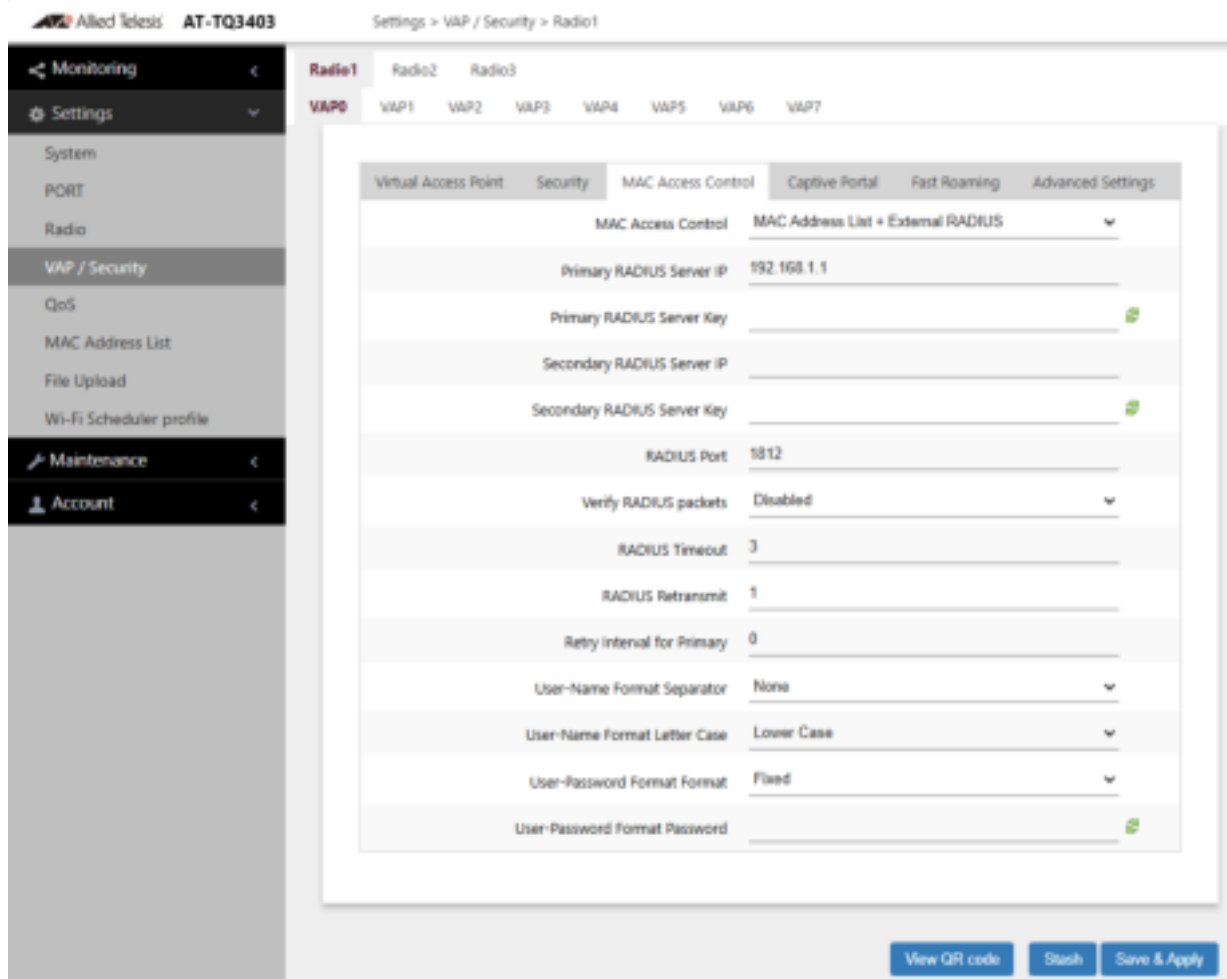 Allied Telesis AT-TQ3403 Settings > VAP / Security > Radio1
Monitoring
Settings
System
PORT
Radio
VAP / Security
QoS
MAC Address List
File Upload
Wi-Fi Scheduler profile
Maintenance
Account
Radio1 Radio2 Radio3
VAP0 VAP1 VAP2 VAP3 VAP4 VAP5 VAP6 VAP7
Virtual Access Point Security MAC Access Control Captive Portal Fast Roaming Advanced Settings
MAC Access Control MAC Address List + External RADIUS
Primary RADIUS Server IP 192.168.1.1
Primary RADIUS Server Key
Secondary RADIUS Server IP
Secondary RADIUS Server Key
RADIUS Port 1812
Verify RADIUS packets Disabled
RADIUS Timeout 3
RADIUS Retransmit 1
Retry Interval for Primary 0
User-Name Format Separator None
User-Name Format Letter Case Lower Case
User-Password Format Format Fixed
User-Password Format Password
View QR code Stash Save & Apply